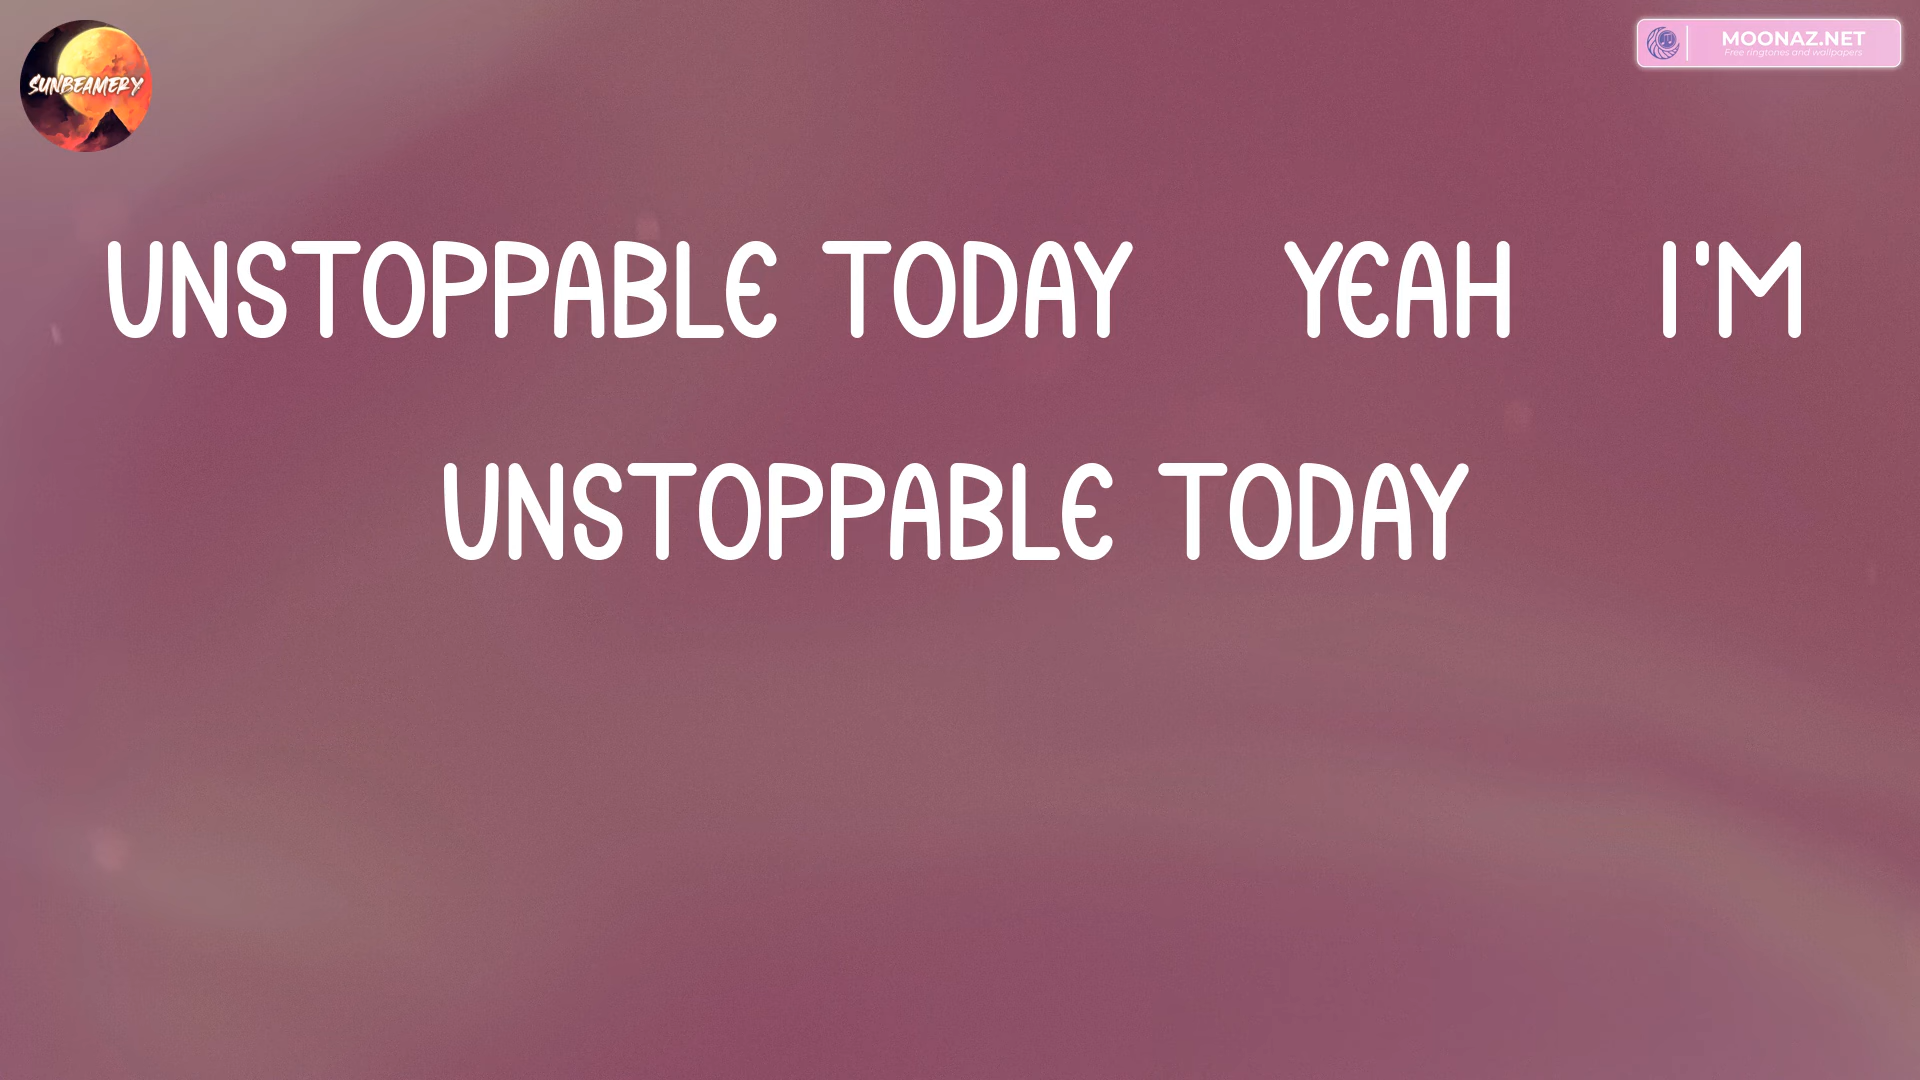 SUNBEAMERY
MOONAZ.NET
Free ringtones and wallpapers
UNSTOPPABLE TODAY YEAH I'M
UNSTOPPABLE TODAY